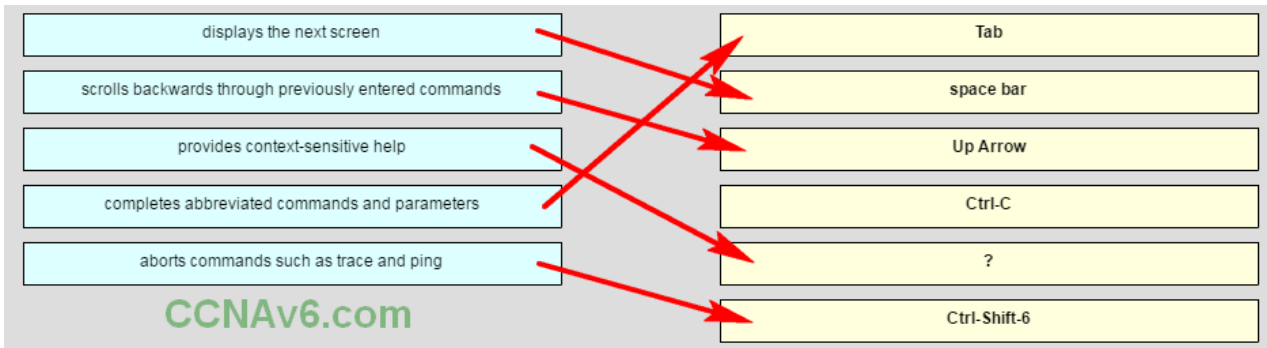 displays the next screen
Tab
scrolls backwards through previously entered commands
space bar
provides context-sensitive help
Up Arrow
completes abbreviated commands and parameters
Ctrl-C
aborts commands such as trace and ping
?
CCNAv6.com
Ctrl-Shift-6